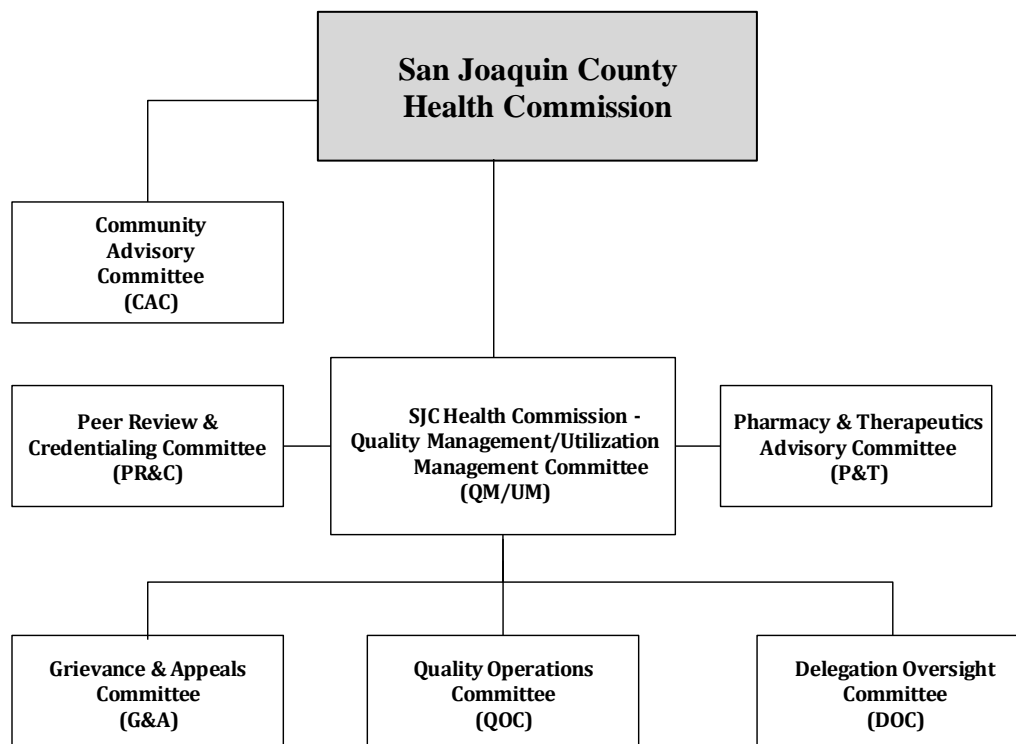 San Joaquin County
Health Commission
Community
Advisory
Committee
(CAC)
Peer Review &
Credentialing Committee
(PR&C)
SJC Health Commission -
Quality Management/Utilization
Management Committee
(QM/UM)
Pharmacy & Therapeutics
Advisory Committee
(P&T)
Grievance & Appeals
Committee
(G&A)
Quality Operations
Committee
(QOC)
Delegation Oversight
Committee
(DOC)